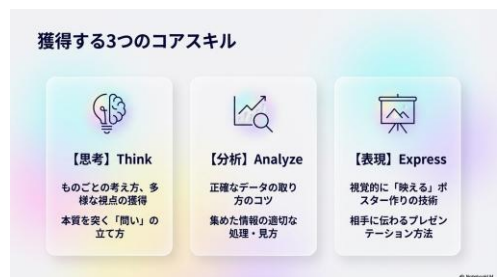 獲得する3つのコアスキル
【思考】Think
ものごとの考え方、多
様な視点の獲得
本質を突く「問い」の
立て方
【分析】Analyze
正確なデータの取り
方のコツ
集めた情報の適切な
処理・見方
【表現】Express
視覚的に「映える」ポ
スター作りの技術
相手に伝わるプレゼン
テーション方法